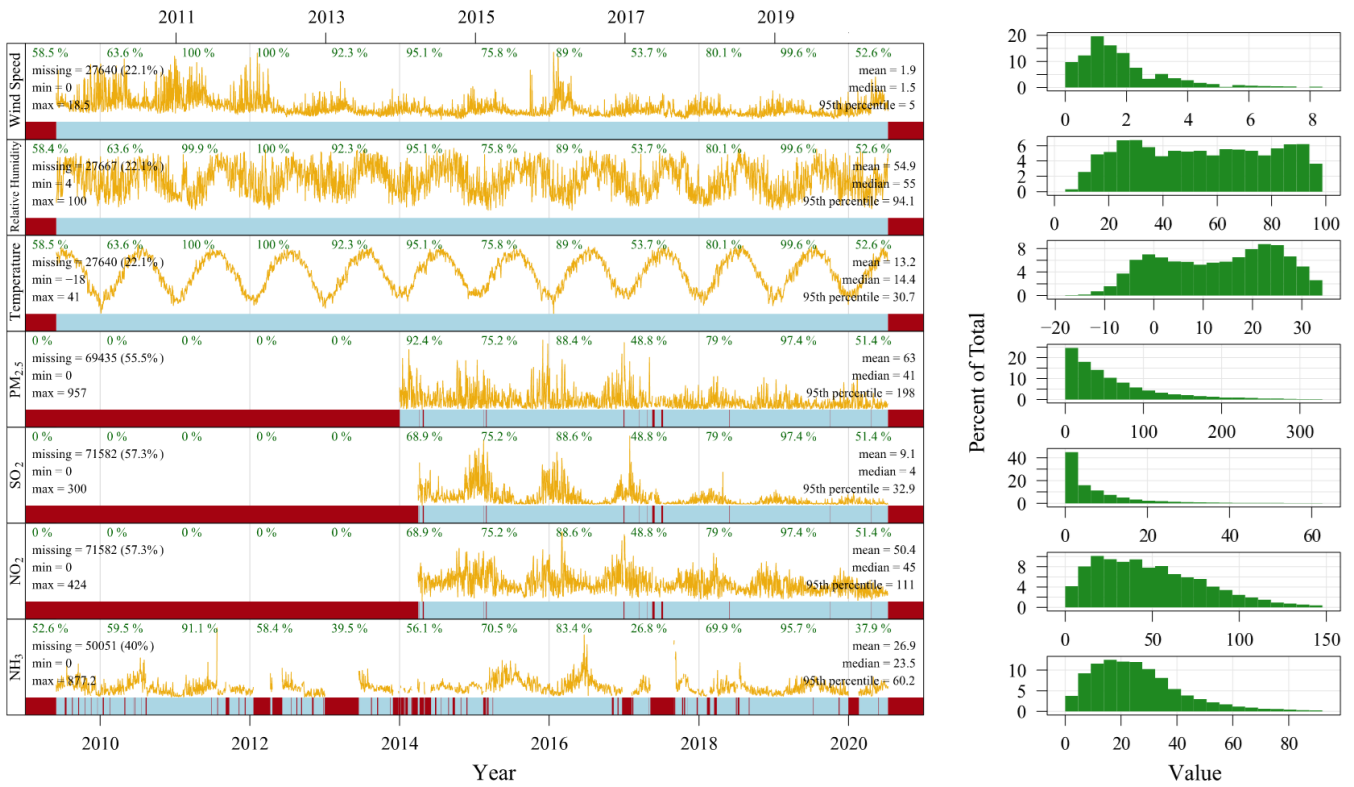 2011 2013 2015 2017 2019
Wind Speed
58.5 % 63.6 % 100 % 100 % 92.3 % 95.1 % 75.8 % 89 % 53.7 % 80.1 % 99.6 % 52.6 %
missing = 27640 (22.1%) mean = 1.9
min = 0 median = 1.5
max = 18.5 95th percentile = 5
Relative Humidity
58.4 % 63.6 % 99.9 % 100 % 92.3 % 95.1 % 75.8 % 89 % 53.7 % 80.1 % 99.6 % 52.6 %
missing = 27667 (22.1%) mean = 54.9
min = 4 median = 55
max = 100 95th percentile = 94.1
Temperature
58.5 % 63.6 % 100 % 100 % 92.3 % 95.1 % 75.8 % 89 % 53.7 % 80.1 % 99.6 % 52.6 %
missing = 27640 (22.1%) mean = 13.2
min = −18 median = 14.4
max = 41 95th percentile = 30.7
PM2.5
0 % 0 % 0 % 0 % 0 % 92.4 % 75.2 % 88.4 % 48.8 % 79 % 97.4 % 51.4 %
missing = 69435 (55.5%) mean = 63
min = 0 median = 41
max = 957 95th percentile = 198
SO2
0 % 0 % 0 % 0 % 0 % 68.9 % 75.2 % 88.6 % 48.8 % 79 % 97.4 % 51.4 %
missing = 71582 (57.3%) mean = 9.1
min = 0 median = 4
max = 300 95th percentile = 32.9
NO2
0 % 0 % 0 % 0 % 0 % 68.9 % 75.2 % 88.6 % 48.8 % 79 % 97.4 % 51.4 %
missing = 71582 (57.3%) mean = 50.4
min = 0 median = 45
max = 424 95th percentile = 111
NH3
52.6 % 59.5 % 91.1 % 58.4 % 39.5 % 56.1 % 70.5 % 83.4 % 26.8 % 69.9 % 95.7 % 37.9 %
missing = 50051 (40%) mean = 26.9
min = 0 median = 23.5
max = 877.2 95th percentile = 60.2
2010 2012 2014 2016 2018 2020
Year
Percent of Total
20
10
0
0 2 4 6 8
6
4
2
0
0 20 40 60 80 100
8
4
0
−20 −10 0 10 20 30
20
10
0
0 100 200 300
40
20
0
0 20 40 60
8
4
0
0 50 100 150
10
5
0
0 20 40 60 80
Value